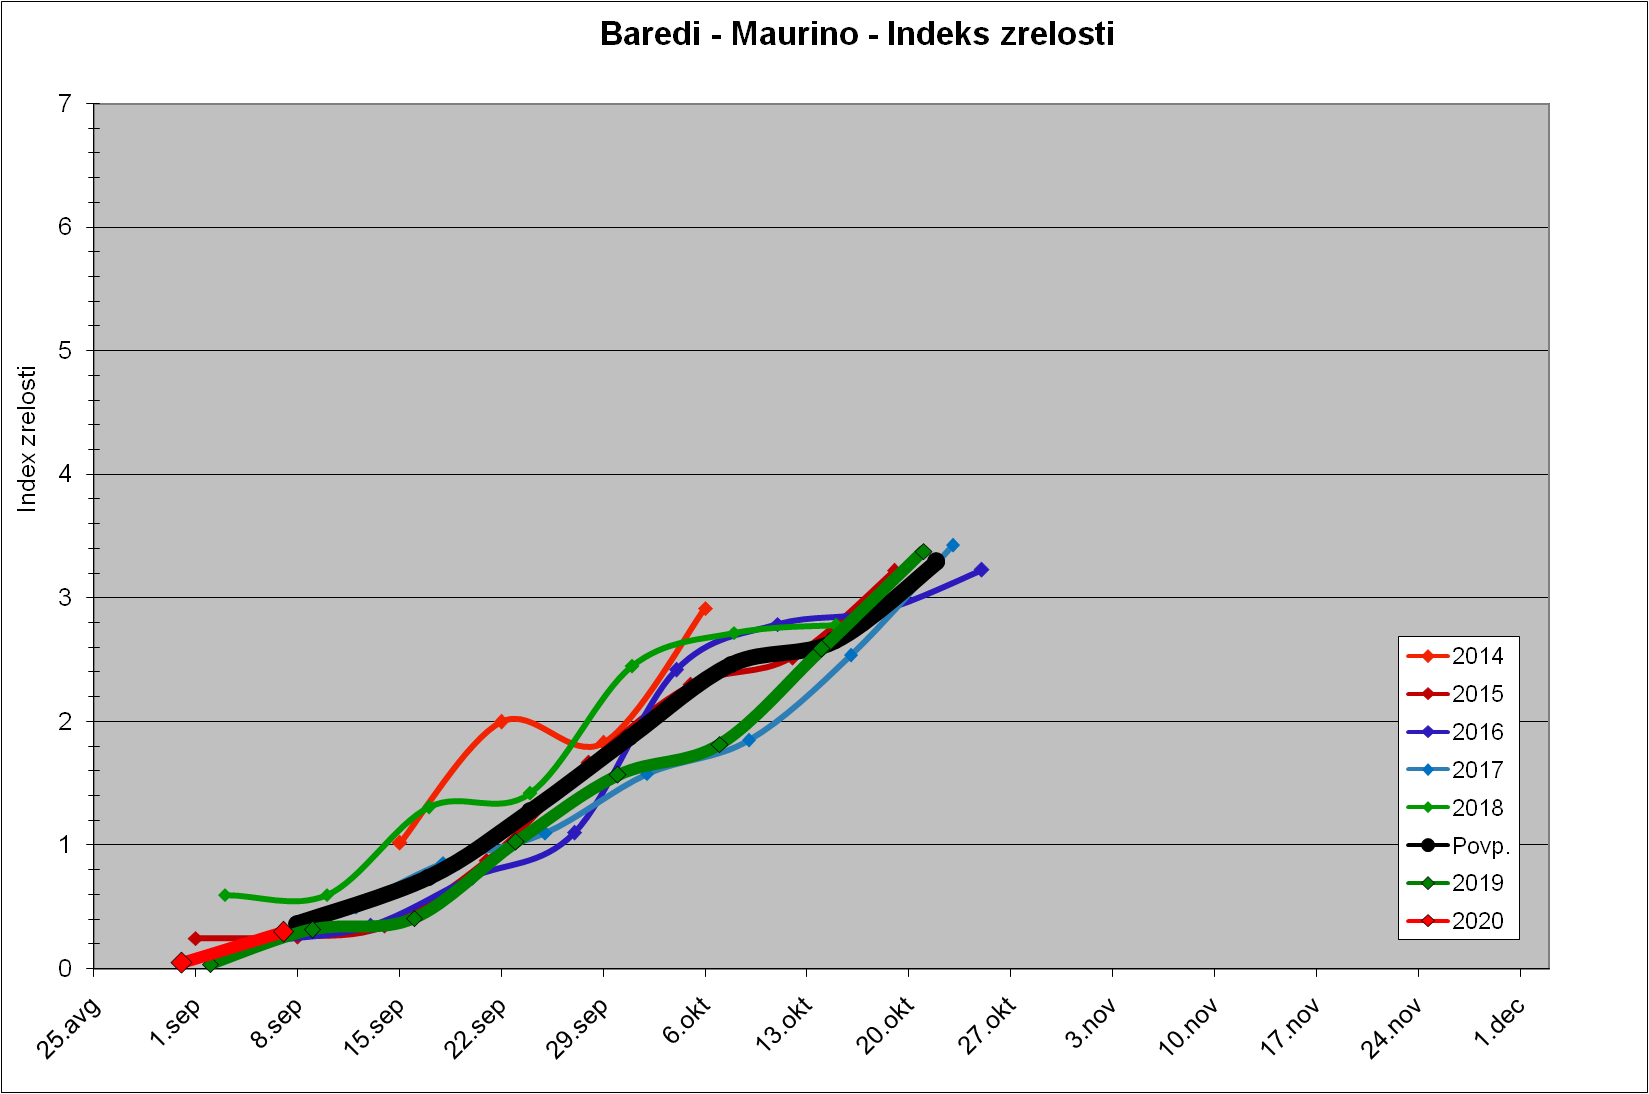 Baredi - Maurino - Indeks zrelosti
Index zrelosti
7
6
5
4
3
2
1
0
25.avg
1.sep
8.sep
15.sep
22.sep
29.sep
6.okt
13.okt
20.okt
27.okt
3.nov
10.nov
17.nov
24.nov
1.dec
2014
2015
2016
2017
2018
Povp.
2019
2020